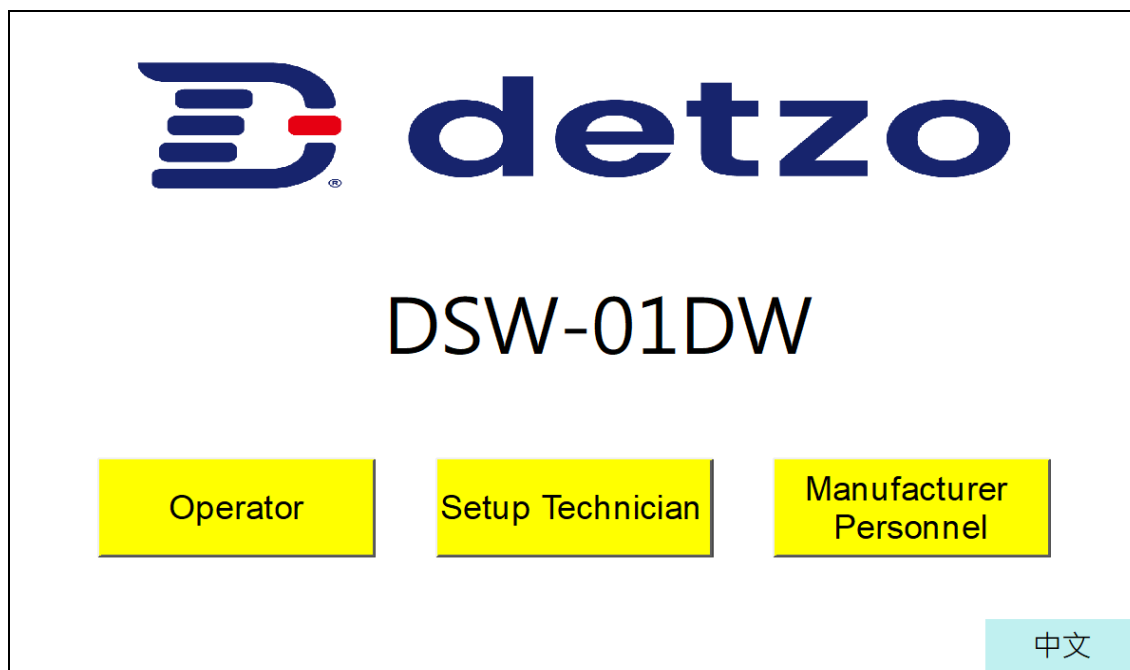 detzo
®
DSW-01DW
Operator
Setup Technician
Manufacturer
Personnel
中文